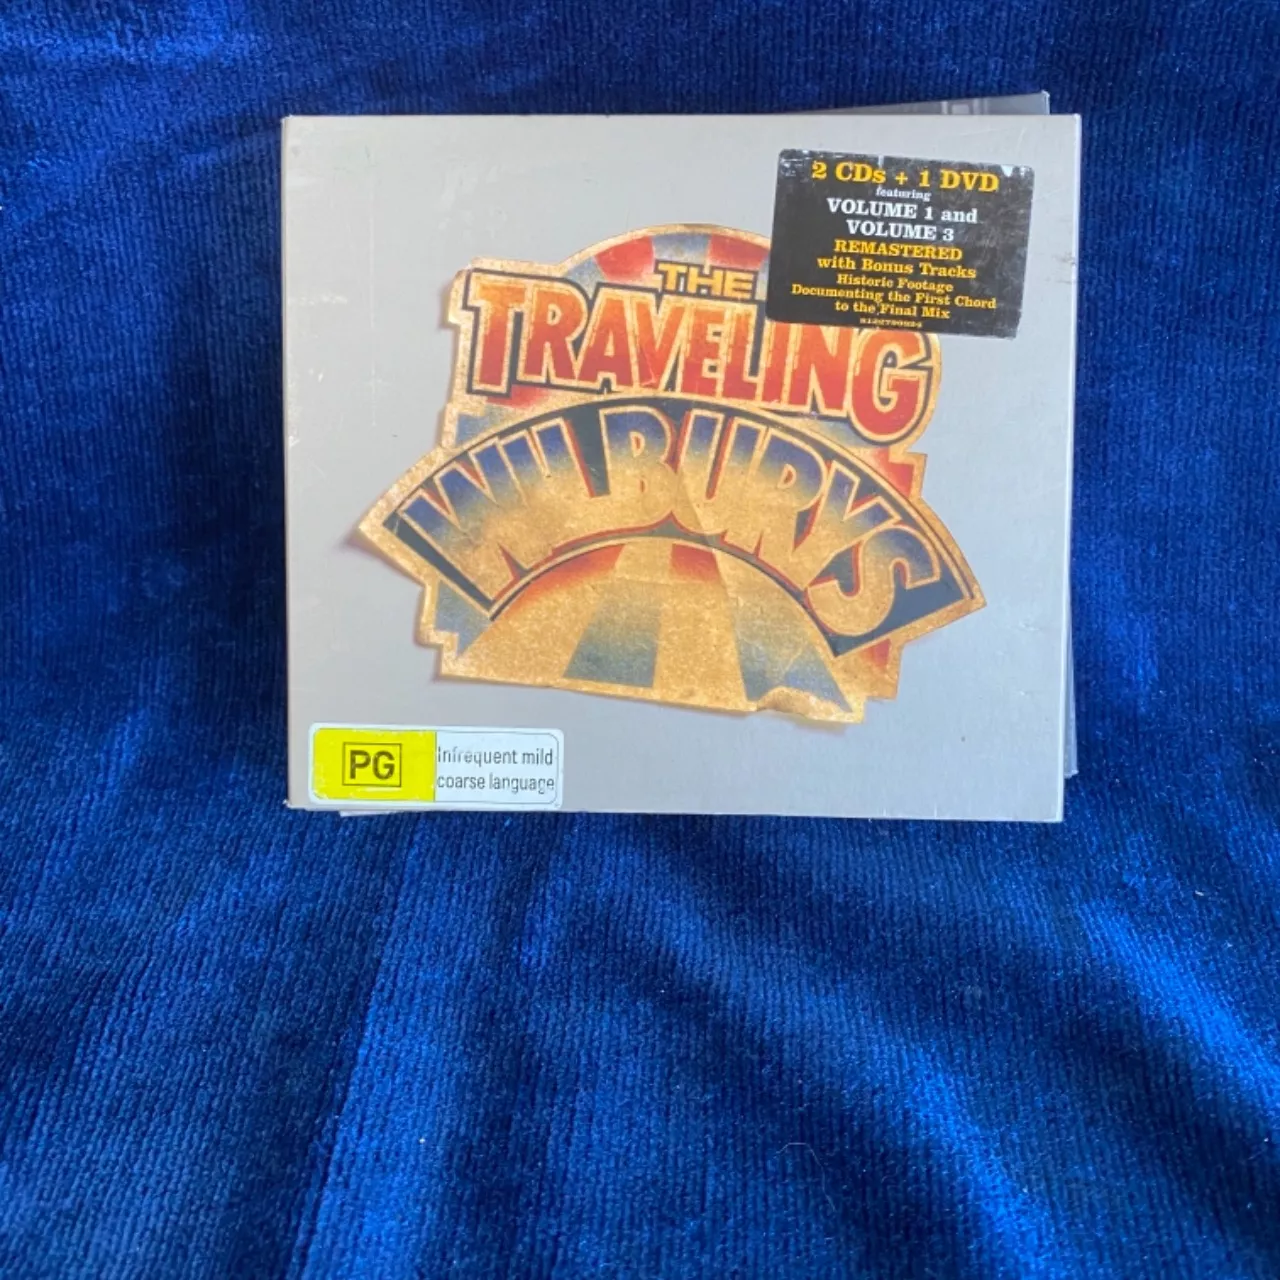 2 CDs + 1 DVD
featuring
VOLUME 1 and
VOLUME 3
REMASTERED
with Bonus Tracks
Historic Footage
Documenting the First Chord
to the Final Mix
THE
TRAVELING
WILBURYS
PG
Infrequent mild
coarse language